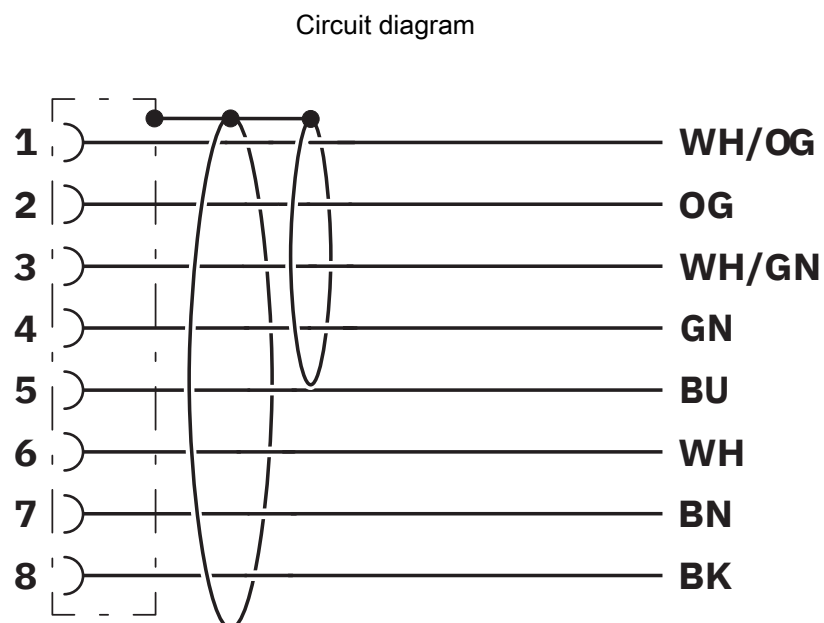 Circuit diagram
1 WH/OG
2 OG
3 WH/GN
4 GN
5 BU
6 WH
7 BN
8 BK